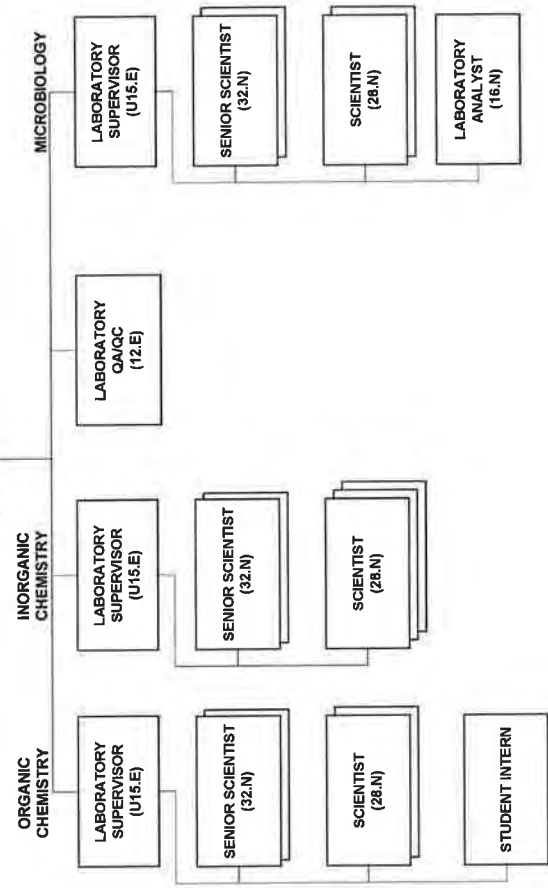 ORGANIC
CHEMISTRY
LABORATORY
SUPERVISOR
(U15.E)
SENIOR SCIENTIST
(32.N)
SCIENTIST
(28.N)
STUDENT INTERN
INORGANIC
CHEMISTRY
LABORATORY
SUPERVISOR
(U15.E)
SENIOR SCIENTIST
(32.N)
SCIENTIST
(28.N)
LABORATORY
QA/QC
(12.E)
MICROBIOLOGY
LABORATORY
SUPERVISOR
(U15.E)
SENIOR SCIENTIST
(32.N)
SCIENTIST
(28.N)
LABORATORY
ANALYST
(16.N)